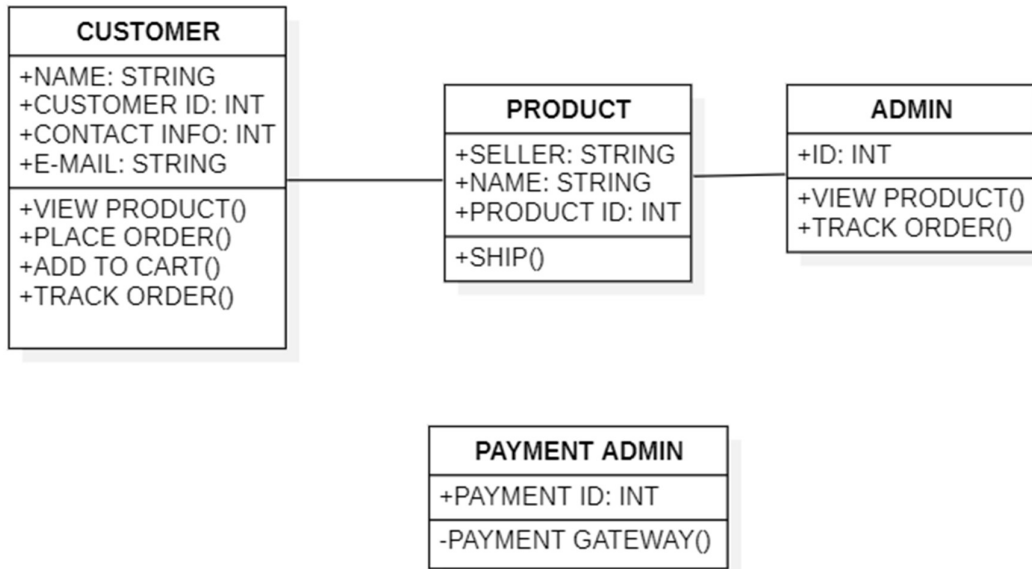 CUSTOMER
+NAME: STRING
+CUSTOMER ID: INT
+CONTACT INFO: INT
+E-MAIL: STRING
+VIEW PRODUCT()
+PLACE ORDER()
+ADD TO CART()
+TRACK ORDER()
PRODUCT
+SELLER: STRING
+NAME: STRING
+PRODUCT ID: INT
+SHIP()
ADMIN
+ID: INT
+VIEW PRODUCT()
+TRACK ORDER()
PAYMENT ADMIN
+PAYMENT ID: INT
-PAYMENT GATEWAY()